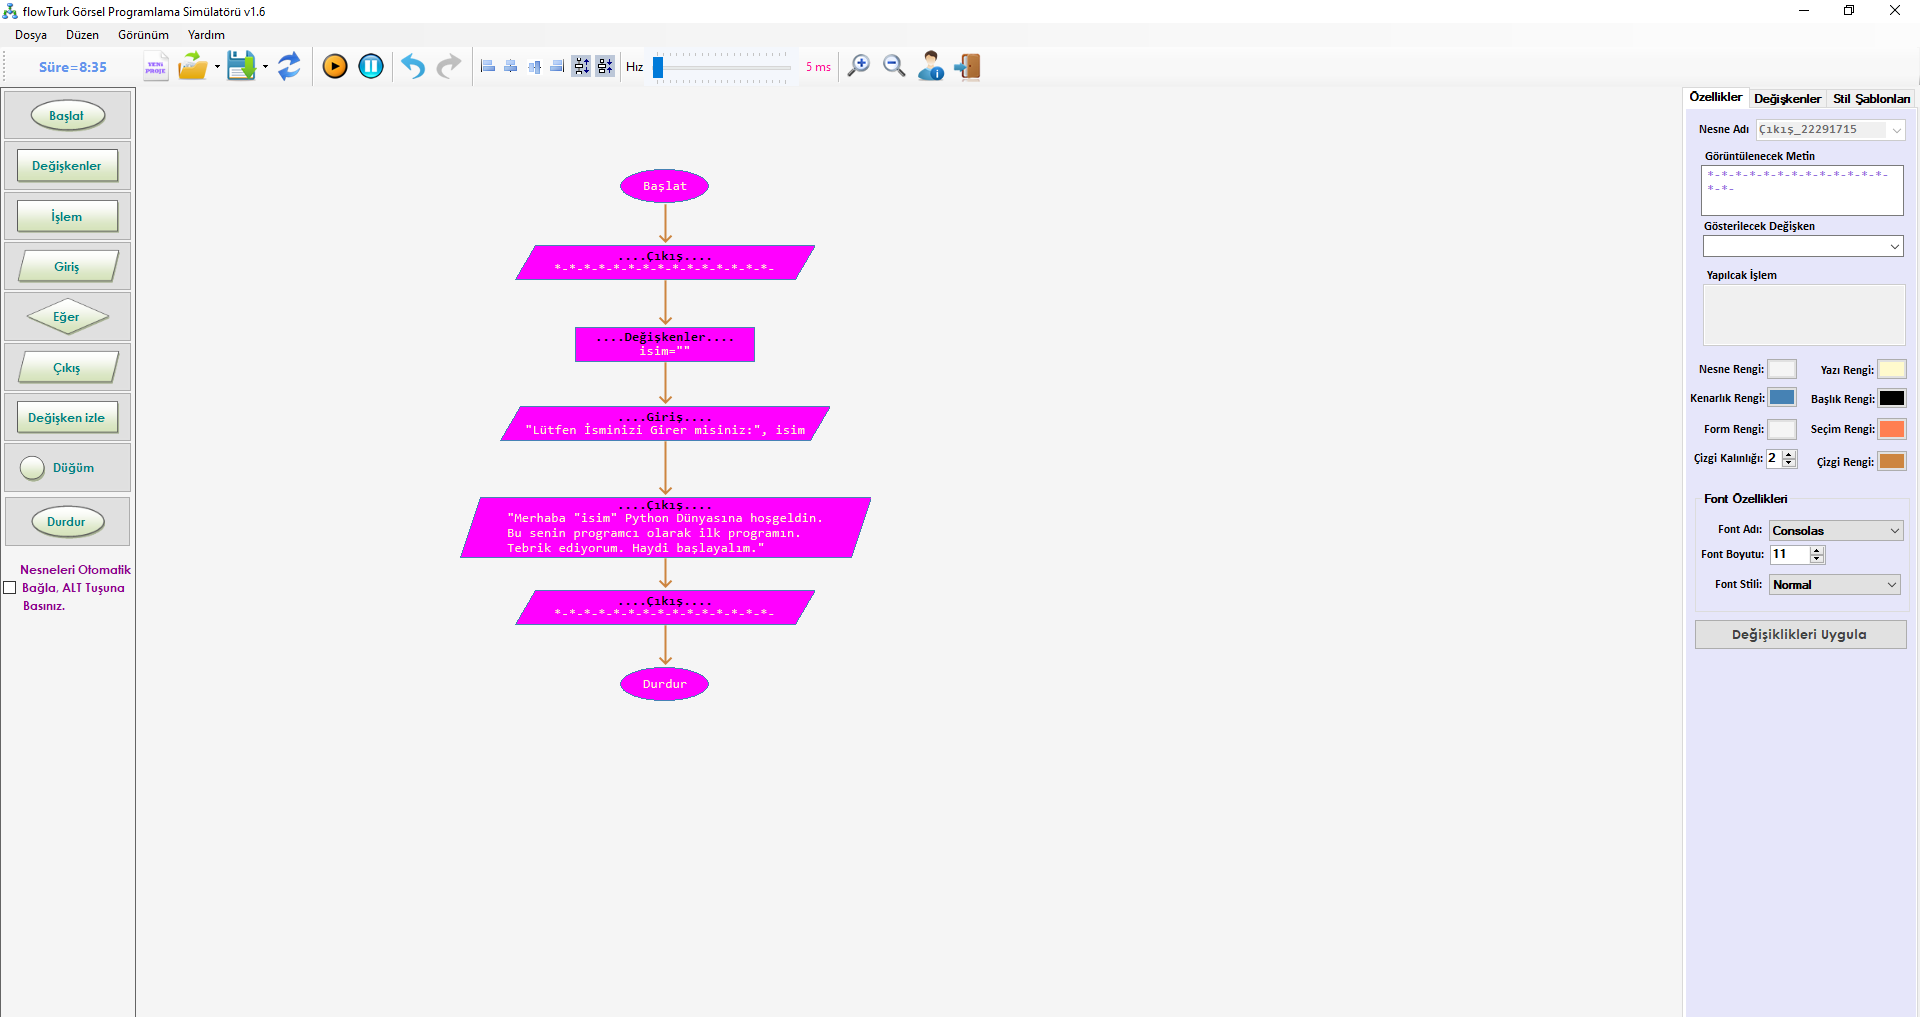 flowTurk Görsel Programlama Simülatörü v1.6
Dosya Düzen Görünüm Yardım
Süre=8:35
YENİ
PROJE
Hız
5 ms
Başlat
Değişkenler
İşlem
Giriş
Eğer
Çıkış
Değişken izle
Düğüm
Durdur
Nesneleri Otomatik
Bağla, ALT Tuşuna
Basınız.
Başlat
....Çıkış....
*-*-*-*-*-*-*-*-*-*-*-*-*-*-*-
....Değişkenler....
isim=""
....Giriş....
"Lütfen İsminizi Girer misiniz:", isim
....Çıkış....
"Merhaba "isim" Python Dünyasına hoşgeldin.
Bu senin programcı olarak ilk programın.
Tebrik ediyorum. Haydi başlayalım."
....Çıkış....
*-*-*-*-*-*-*-*-*-*-*-*-*-*-*-
Durdur
Özellikler Değişkenler Stil Şablonları
Nesne Adı Çıkış_22291715
Görüntülenecek Metin
*-*-*-*-*-*-*-*-*-*-*-*-*-
*-*-
Gösterilecek Değişken
Yapılcak İşlem
Nesne Rengi: Yazı Rengi:
Kenarlık Rengi: Başlık Rengi:
Form Rengi: Seçim Rengi:
Çizgi Kalınlığı: 2 Çizgi Rengi:
Font Özellikleri
Font Adı: Consolas
Font Boyutu: 11
Font Stili: Normal
Değişiklikleri Uygula